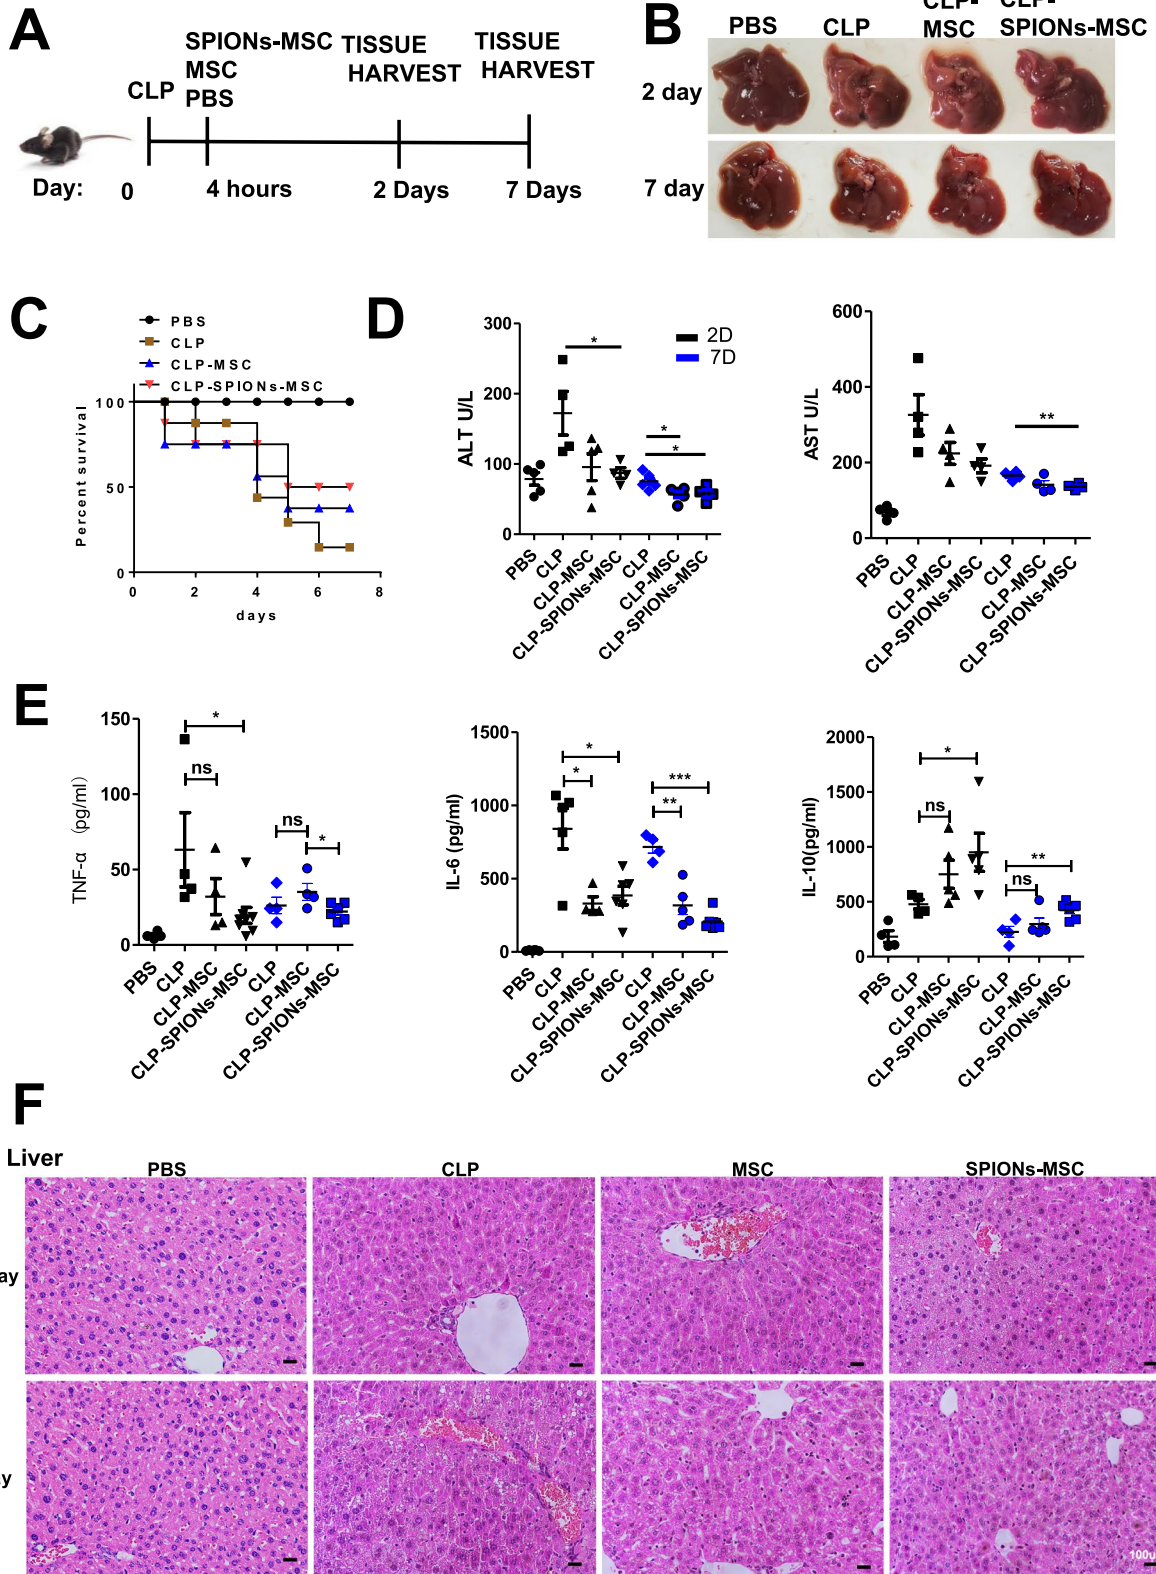 A
SPIONs-MSC
MSC
PBS
CLP
TISSUE
HARVEST
TISSUE
HARVEST
Day:
0
4 hours
2 Days
7 Days
B
PBS
CLP
CLP-
MSC
CLP-
SPIONs-MSC
2 day
7 day
C
PBS
CLP
CLP-MSC
CLP-SPIONs-MSC
Percent survival
100
50
0
0
2
4
6
8
days
D
ALT U/L
300
200
100
0
*
*
*
2D
7D
PBS
CLP
CLP-MSC
CLP-SPIONs-MSC
CLP
CLP-MSC
CLP-SPIONs-MSC
AST U/L
600
400
200
0
**
PBS
CLP
CLP-MSC
CLP-SPIONs-MSC
CLP
CLP-MSC
CLP-SPIONs-MSC
E
TNF-α (pg/ml)
150
100
50
0
*
ns
ns
*
PBS
CLP
CLP-MSC
CLP-SPIONs-MSC
CLP
CLP-MSC
CLP-SPIONs-MSC
IL-6 (pg/ml)
1500
1000
500
0
*
*
***
**
PBS
CLP
CLP-MSC
CLP-SPIONs-MSC
CLP
CLP-MSC
CLP-SPIONs-MSC
IL-10(pg/ml)
2000
1500
1000
500
0
*
ns
**
ns
PBS
CLP
CLP-MSC
CLP-SPIONs-MSC
CLP
CLP-MSC
CLP-SPIONs-MSC
F
Liver
PBS
CLP
MSC
SPIONs-MSC